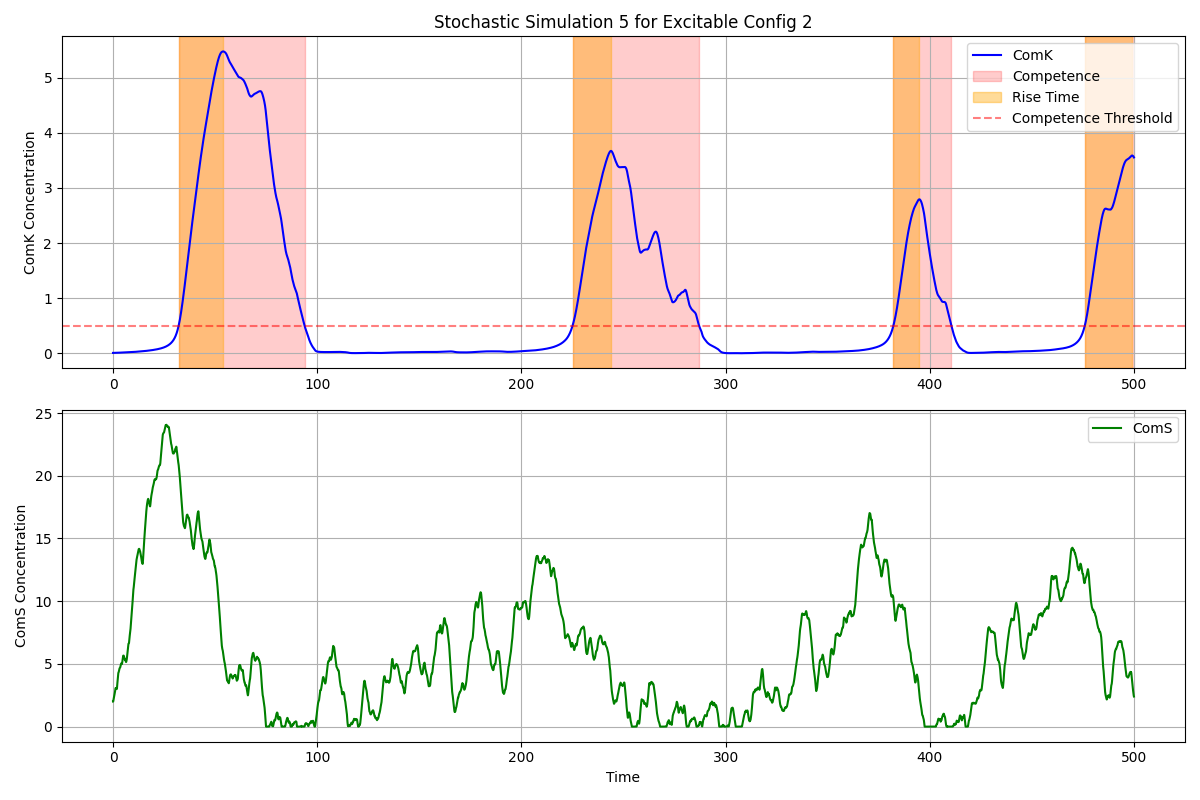 Stochastic Simulation 5 for Excitable Config 2
ComK Concentration
5
4
3
2
1
0
ComK
Competence
Rise Time
Competence Threshold
0 100 200 300 400 500
ComS Concentration
25
20
15
10
5
0
ComS
0 100 200 300 400 500
Time